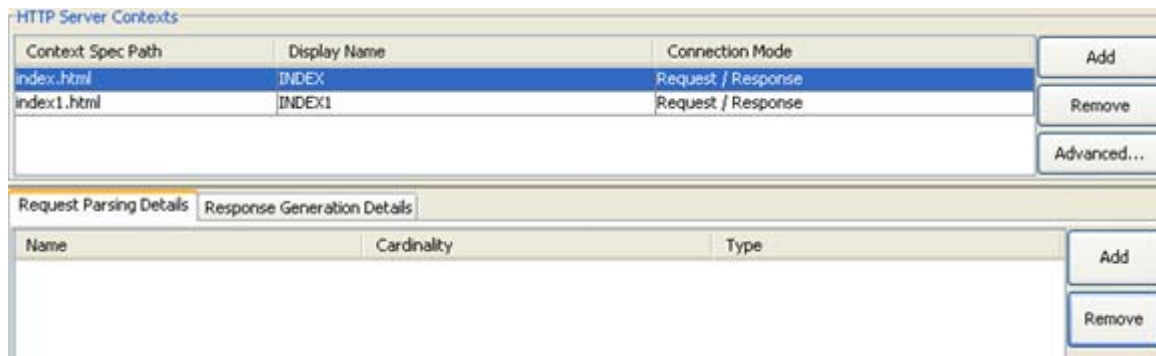 HTTP Server Contexts
Context Spec Path Display Name Connection Mode
index.html INDEX Request / Response
index1.html INDEX1 Request / Response
Add
Remove
Advanced...
Request Parsing Details Response Generation Details
Name Cardinality Type
Add
Remove